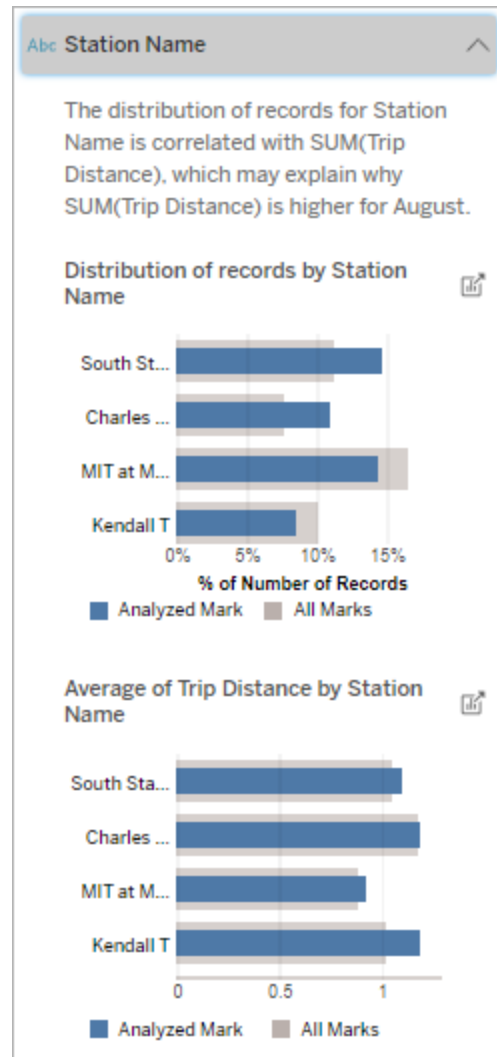 Abc Station Name
The distribution of records for Station
Name is correlated with SUM(Trip
Distance), which may explain why
SUM(Trip Distance) is higher for August.
Distribution of records by Station
Name
South St...
Charles ...
MIT at M...
Kendall T
0% 5% 10% 15%
% of Number of Records
Analyzed Mark All Marks
Average of Trip Distance by Station
Name
South Sta...
Charles ...
MIT at M...
Kendall T
0 0.5 1
Analyzed Mark All Marks